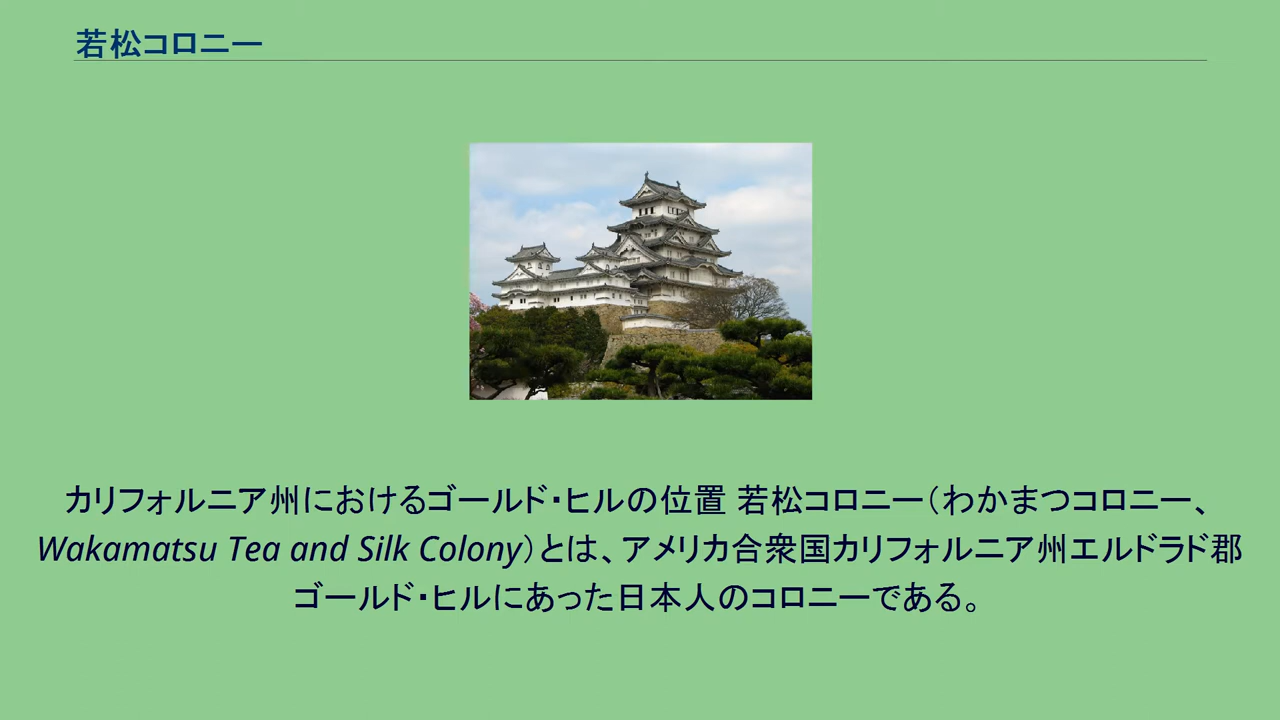 若松コロニー
カリフォルニア州におけるゴールド・ヒルの位置 若松コロニー（わかまつコロニー、
Wakamatsu Tea and Silk Colony）とは、アメリカ合衆国カリフォルニア州エルドラド郡
ゴールド・ヒルにあった日本人のコロニーである。